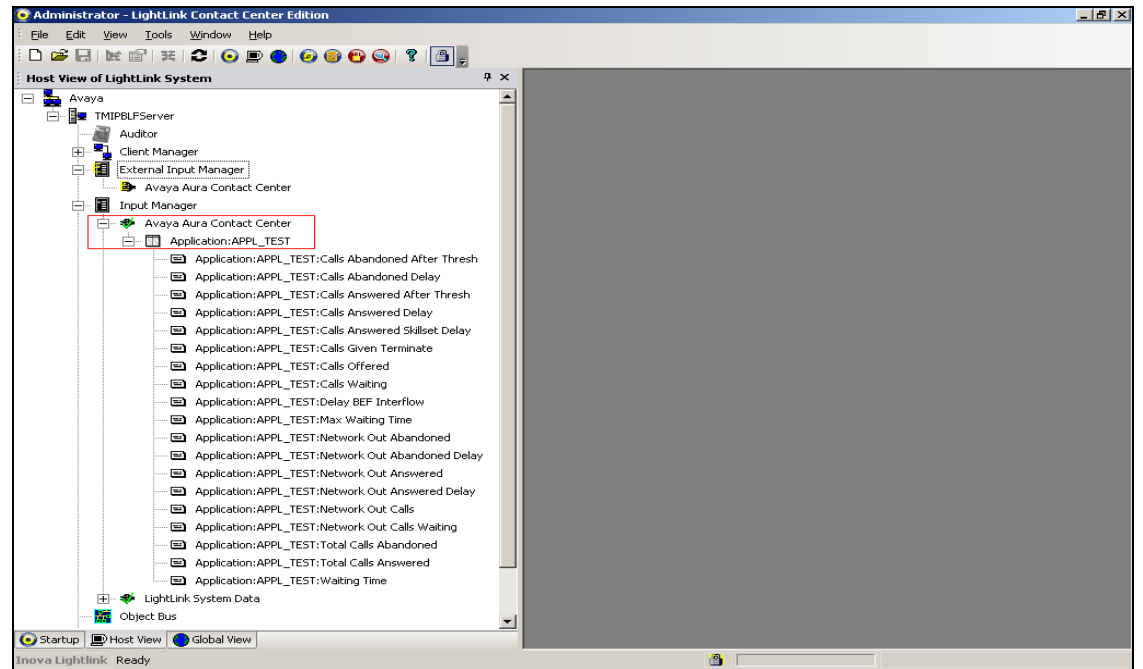 Administrator - LightLink Contact Center Edition
File Edit View Tools Window Help
Host View of LightLink System
Avaya
TMIPBLFServer
Auditor
Client Manager
External Input Manager
Avaya Aura Contact Center
Input Manager
Avaya Aura Contact Center
Application:APPL_TEST
Application:APPL_TEST:Calls Abandoned After Thresh
Application:APPL_TEST:Calls Abandoned Delay
Application:APPL_TEST:Calls Answered After Thresh
Application:APPL_TEST:Calls Answered Delay
Application:APPL_TEST:Calls Answered Skillset Delay
Application:APPL_TEST:Calls Given Terminate
Application:APPL_TEST:Calls Offered
Application:APPL_TEST:Calls Waiting
Application:APPL_TEST:Delay BEF Interflow
Application:APPL_TEST:Max Waiting Time
Application:APPL_TEST:Network Out Abandoned
Application:APPL_TEST:Network Out Abandoned Delay
Application:APPL_TEST:Network Out Answered
Application:APPL_TEST:Network Out Answered Delay
Application:APPL_TEST:Network Out Calls
Application:APPL_TEST:Network Out Calls Waiting
Application:APPL_TEST:Total Calls Abandoned
Application:APPL_TEST:Total Calls Answered
Application:APPL_TEST:Waiting Time
LightLink System Data
Object Bus
Startup Host View Global View
Inova Lightlink Ready